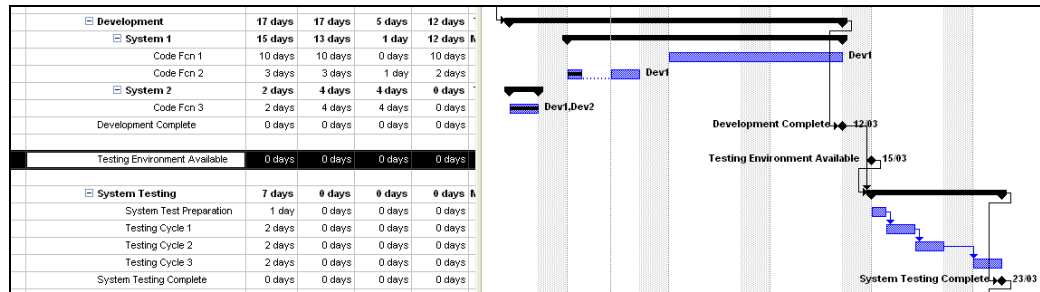 Development 17 days 17 days 5 days 12 days
System 1 15 days 13 days 1 day 12 days
Code Fcn 1 10 days 10 days 0 days 10 days Dev1
Code Fcn 2 3 days 3 days 1 day 2 days Dev1
System 2 2 days 4 days 4 days 0 days
Code Fcn 3 2 days 4 days 4 days 0 days Dev1,Dev2
Development Complete 0 days 0 days 0 days 0 days Development Complete 12/03
Testing Environment Available 0 days 0 days 0 days 0 days Testing Environment Available 15/03
System Testing 7 days 0 days 0 days 0 days
System Test Preparation 1 day 0 days 0 days 0 days
Testing Cycle 1 2 days 0 days 0 days 0 days
Testing Cycle 2 2 days 0 days 0 days 0 days
Testing Cycle 3 2 days 0 days 0 days 0 days
System Testing Complete 0 days 0 days 0 days 0 days System Testing Complete 23/03